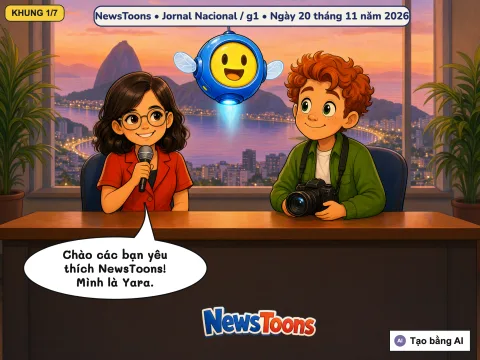 KHUNG 1/7
NewsToons • Jornal Nacional / g1 • Ngày 20 tháng 11 năm 2026
Chào các bạn yêu
thích NewsToons!
Mình là Yara.
NewsToons
AI Tạo bằng AI